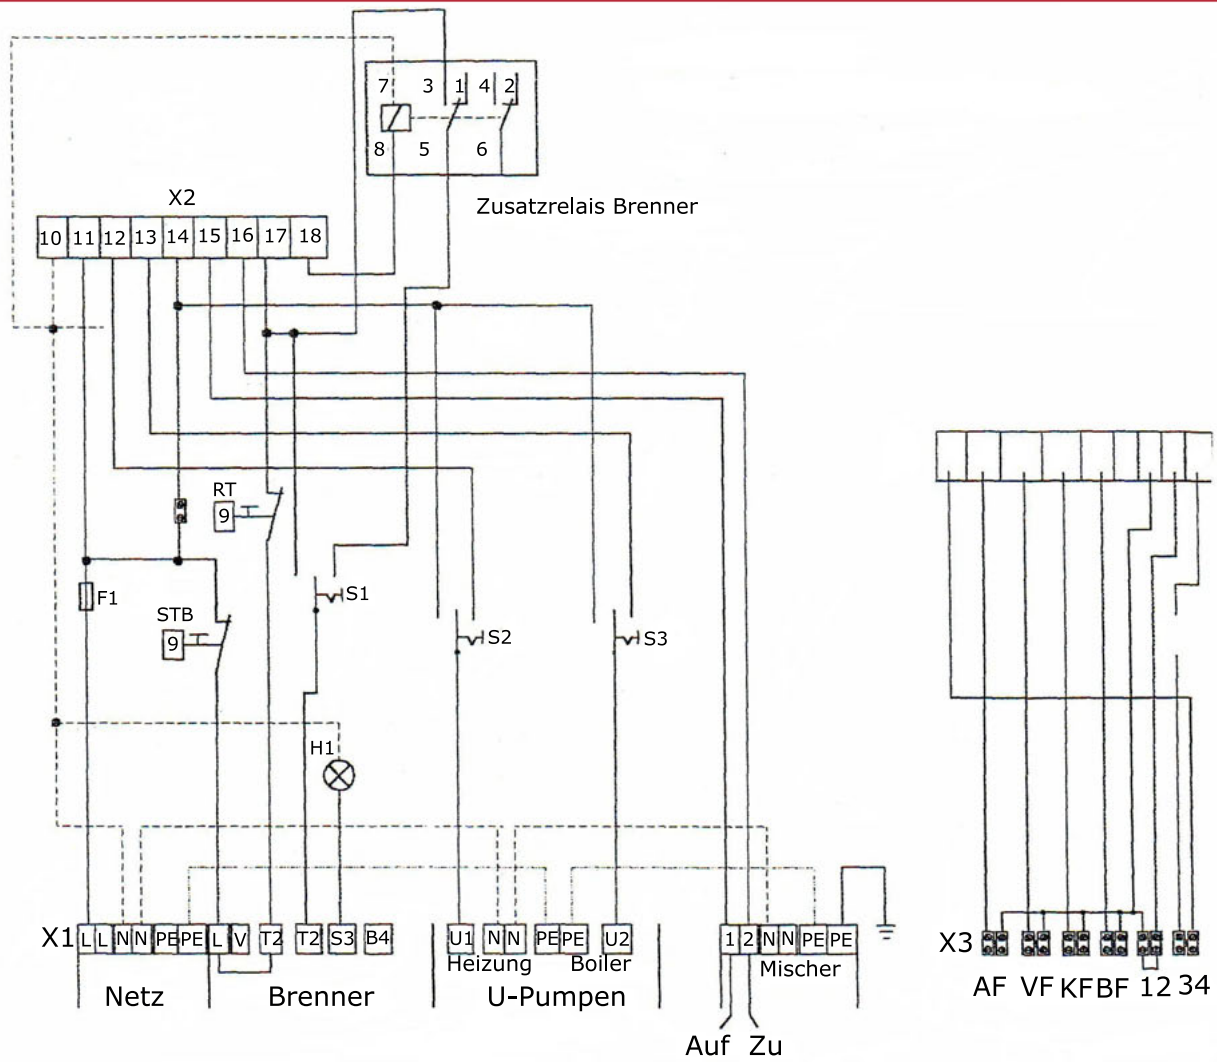 7 3 1 4 2
8 5 6
Zusatzrelais Brenner
X2
10 11 12 13 14 15 16 17 18
RT
9
F1
S1
STB
9
S2
S3
H1
X1 L L N N PE PE L V T2 T2 S3 B4 U1 N N PE PE U2 1 2 N N PE PE
X3
Heizung Boiler Mischer
Netz Brenner U-Pumpen
AF VF KF BF 12 34
Auf Zu